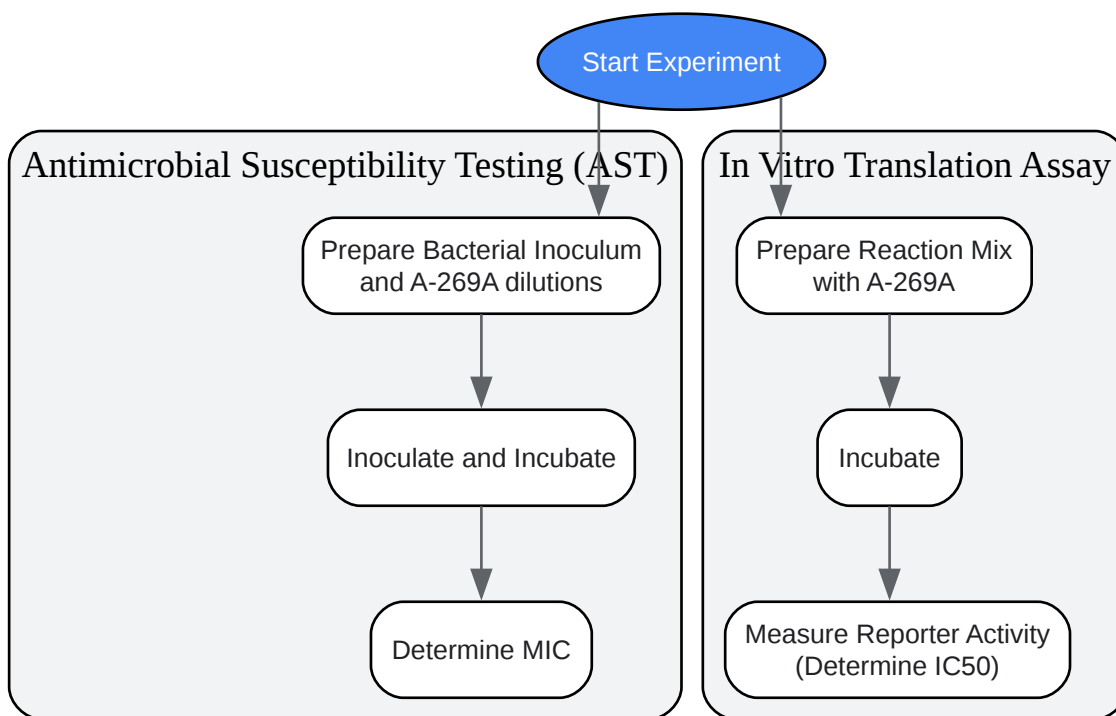 Start Experiment
Antimicrobial Susceptibility Testing (AST)
Prepare Bacterial Inoculum
and A-269A dilutions
Inoculate and Incubate
Determine MIC
In Vitro Translation Assay
Prepare Reaction Mix
with A-269A
Incubate
Measure Reporter Activity
(Determine IC50)